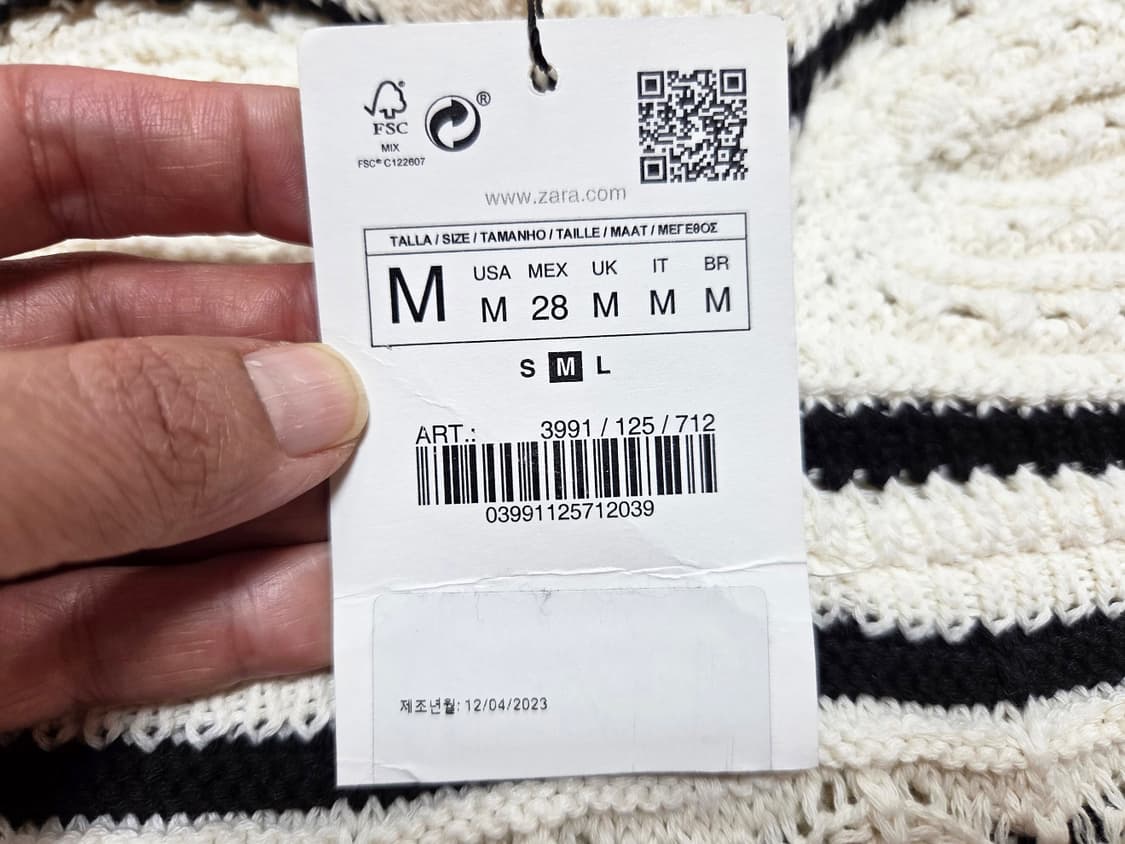 FSC®
MIX
FSC® C122607
®
www.zara.com
TALLA / SIZE / TAMANHO / TAILLE / MAAT / ΜΕΓΕΘΟΣ
M
USA MEX UK IT BR
M 28 M M M
S M L
ART.: 3991 / 125 / 712
03991125712039
제조년월: 12/04/2023